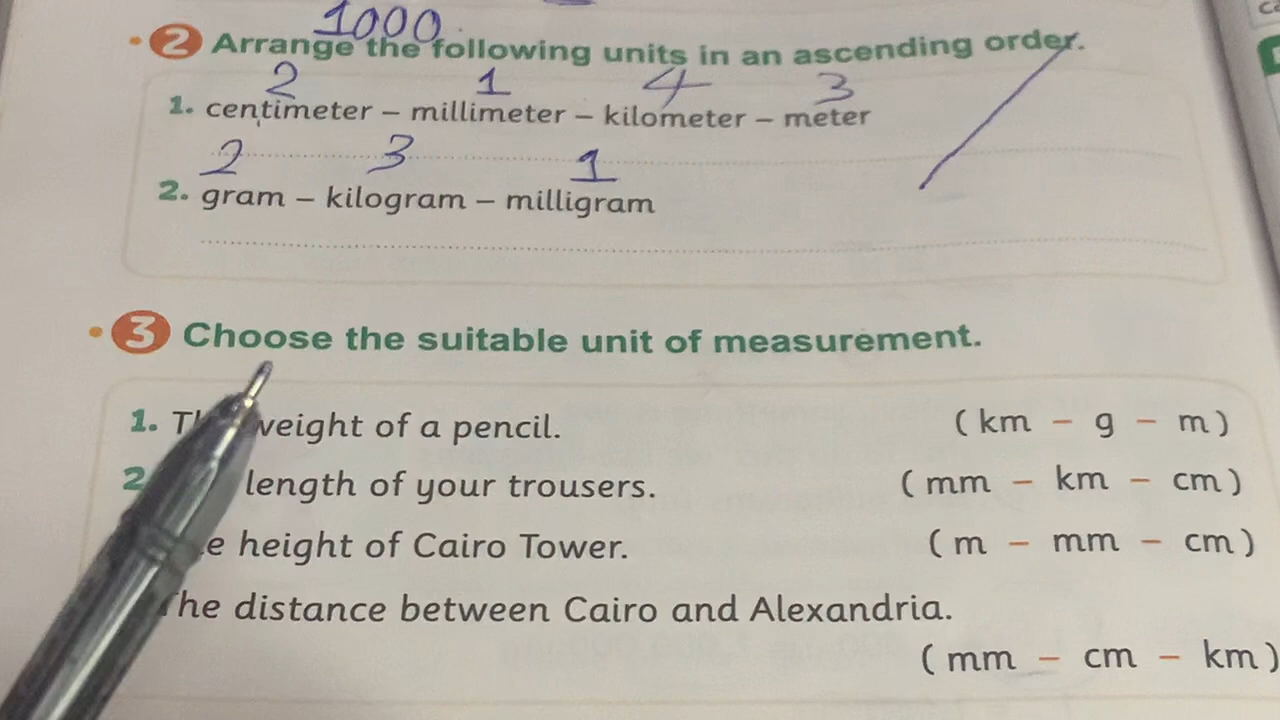 1000
2 Arrange the following units in an ascending order.
2 1 4 3
1. centimeter – millimeter – kilometer – meter
2 3 1
2. gram – kilogram – milligram
3 Choose the suitable unit of measurement.
1. weight of a pencil. ( km – g – m )
2 length of your trousers. ( mm – km – cm )
height of Cairo Tower. ( m – mm – cm )
The distance between Cairo and Alexandria.
( mm – cm – km )